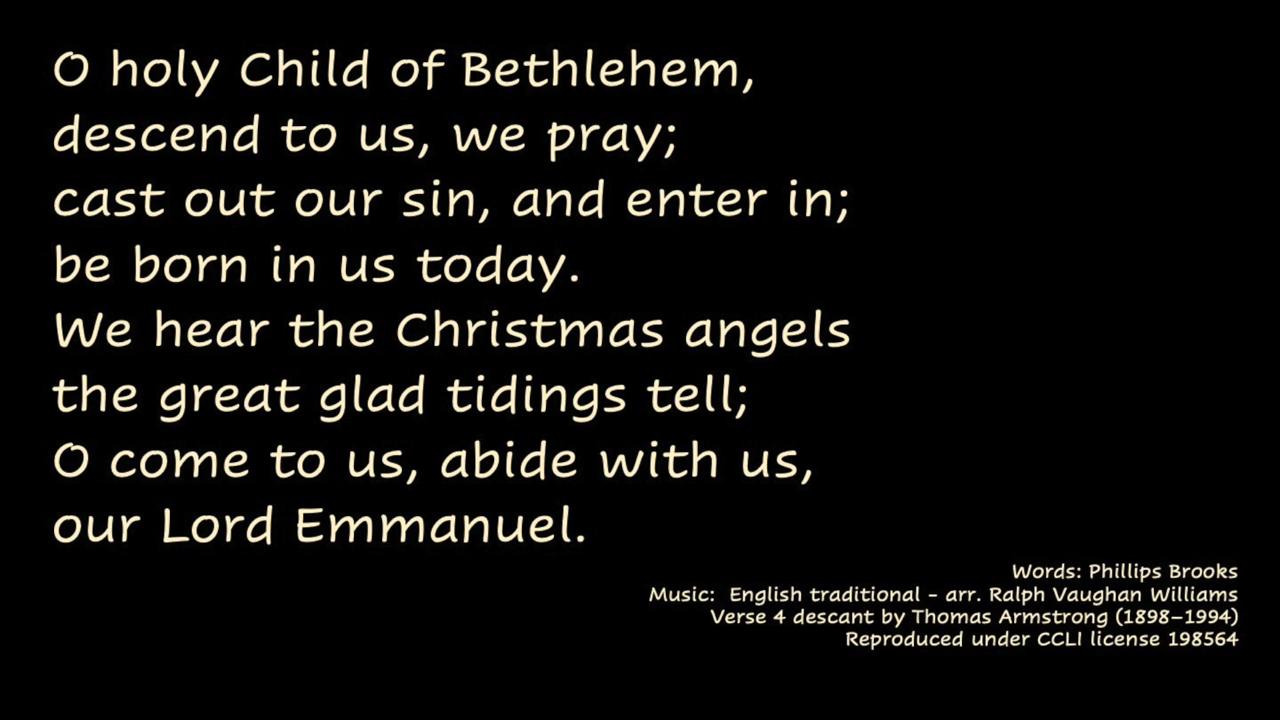 O holy Child of Bethlehem,
descend to us, we pray;
cast out our sin, and enter in;
be born in us today.
We hear the Christmas angels
the great glad tidings tell;
O come to us, abide with us,
our Lord Emmanuel.
Words: Phillips Brooks
Music:  English traditional - arr. Ralph Vaughan Williams
Verse 4 descant by Thomas Armstrong (1898–1994)
Reproduced under CCLI license 198564